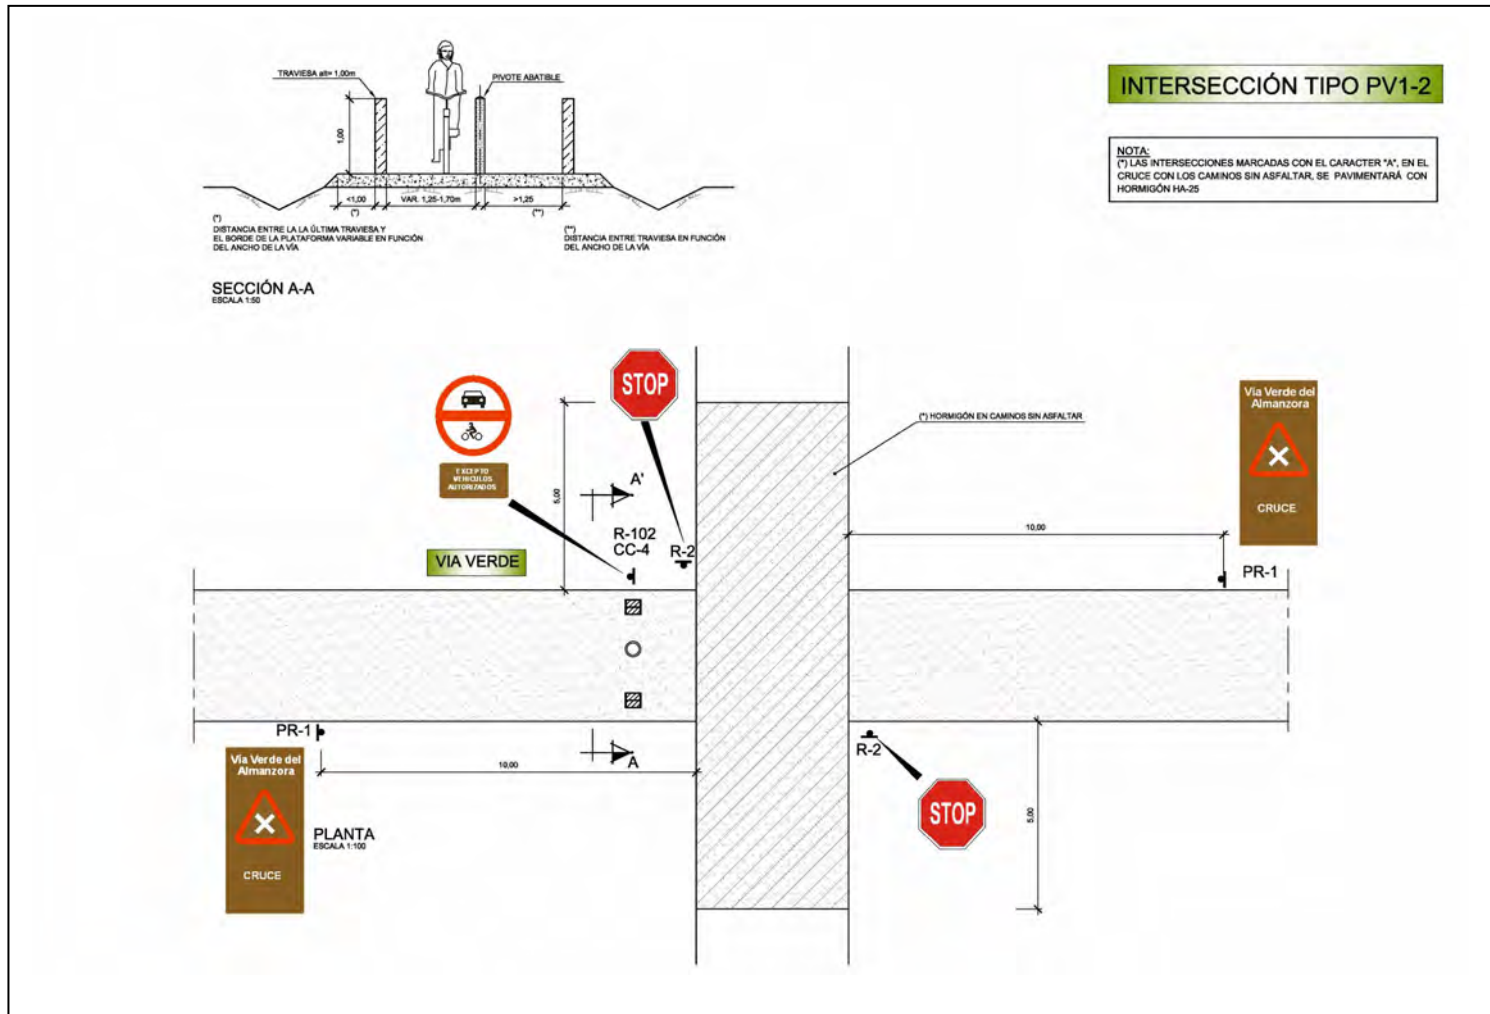 INTERSECCIÓN TIPO PV1-2
NOTA:
(*) LAS INTERSECCIONES MARCADAS CON EL CARACTER "A", EN EL
CRUCE CON LOS CAMINOS SIN ASFALTAR, SE PAVIMENTARÁ CON
HORMIGÓN HA-25
TRAVIESA alt= 1,00m
PIVOTE ABATIBLE
1,00
<1,00
VAR. 1,25-1,70m
>1,25
(*)
(**)
(*)
DISTANCIA ENTRE LA LA ÚLTIMA TRAVIESA Y
EL BORDE DE LA PLATAFORMA VARIABLE EN FUNCIÓN
DEL ANCHO DE LA VÍA
(**)
DISTANCIA ENTRE TRAVIESA EN FUNCIÓN
DEL ANCHO DE LA VÍA
SECCIÓN A-A
ESCALA 1:50
STOP
EXCEPTO
VEHICULOS
AUTORIZADOS
5,00
A'
R-102
CC-4
R-2
VIA VERDE
(*) HORMIGÓN EN CAMINOS SIN ASFALTAR
Via Verde del
Almanzora
CRUCE
10,00
PR-1
PR-1
10,00
A
R-2
STOP
5,00
Via Verde del
Almanzora
CRUCE
PLANTA
ESCALA 1:100